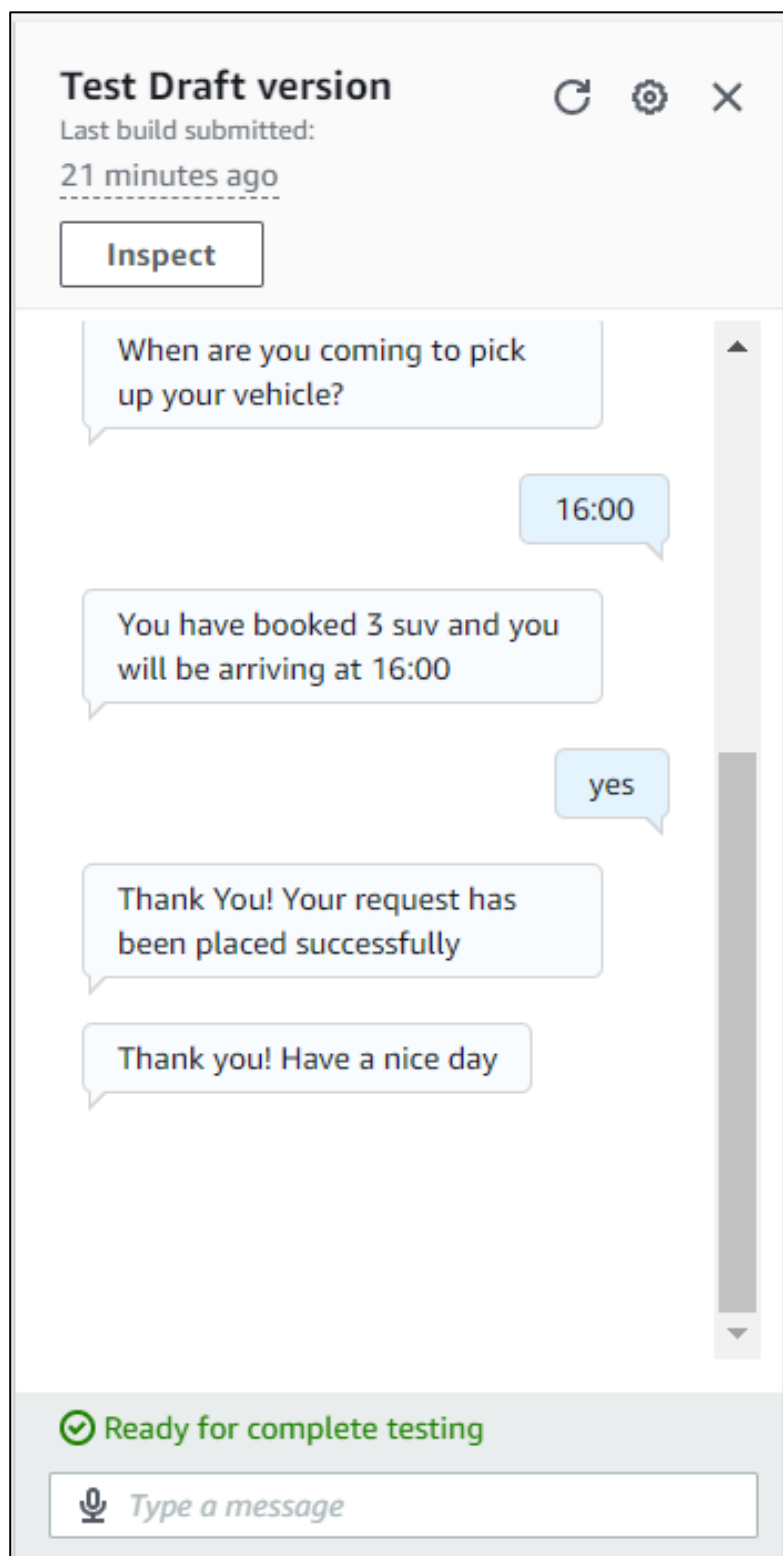 Test Draft version
Last build submitted:
21 minutes ago
Inspect
When are you coming to pick
up your vehicle?
16:00
You have booked 3 suv and you
will be arriving at 16:00
yes
Thank You! Your request has
been placed successfully
Thank you! Have a nice day
Ready for complete testing
Type a message